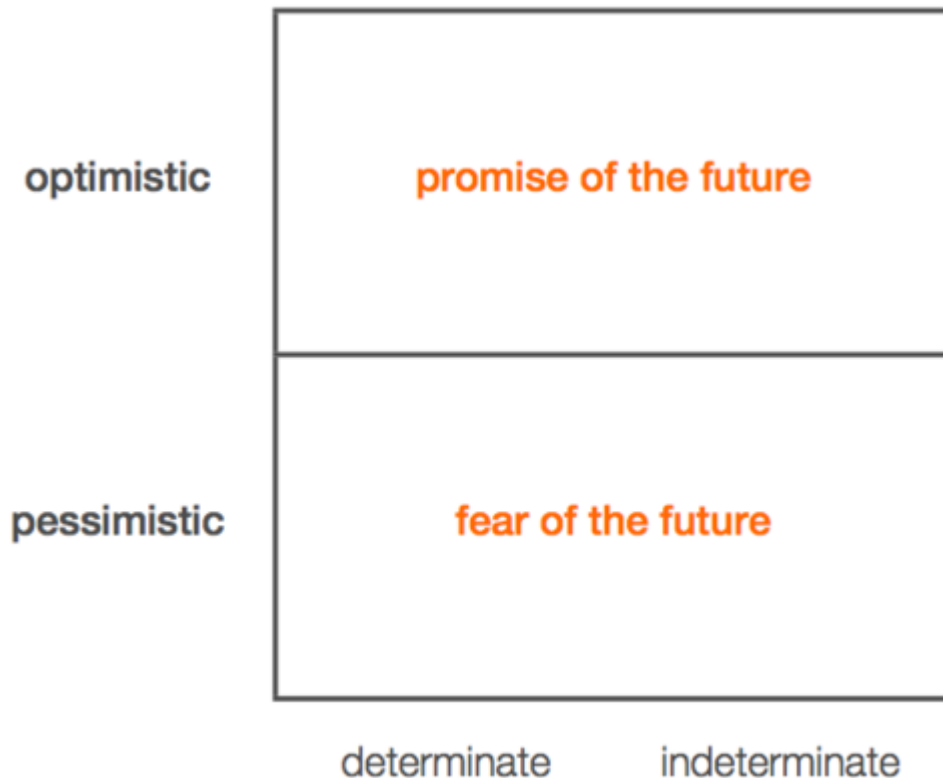 optimistic promise of the future
pessimistic fear of the future
determinate indeterminate